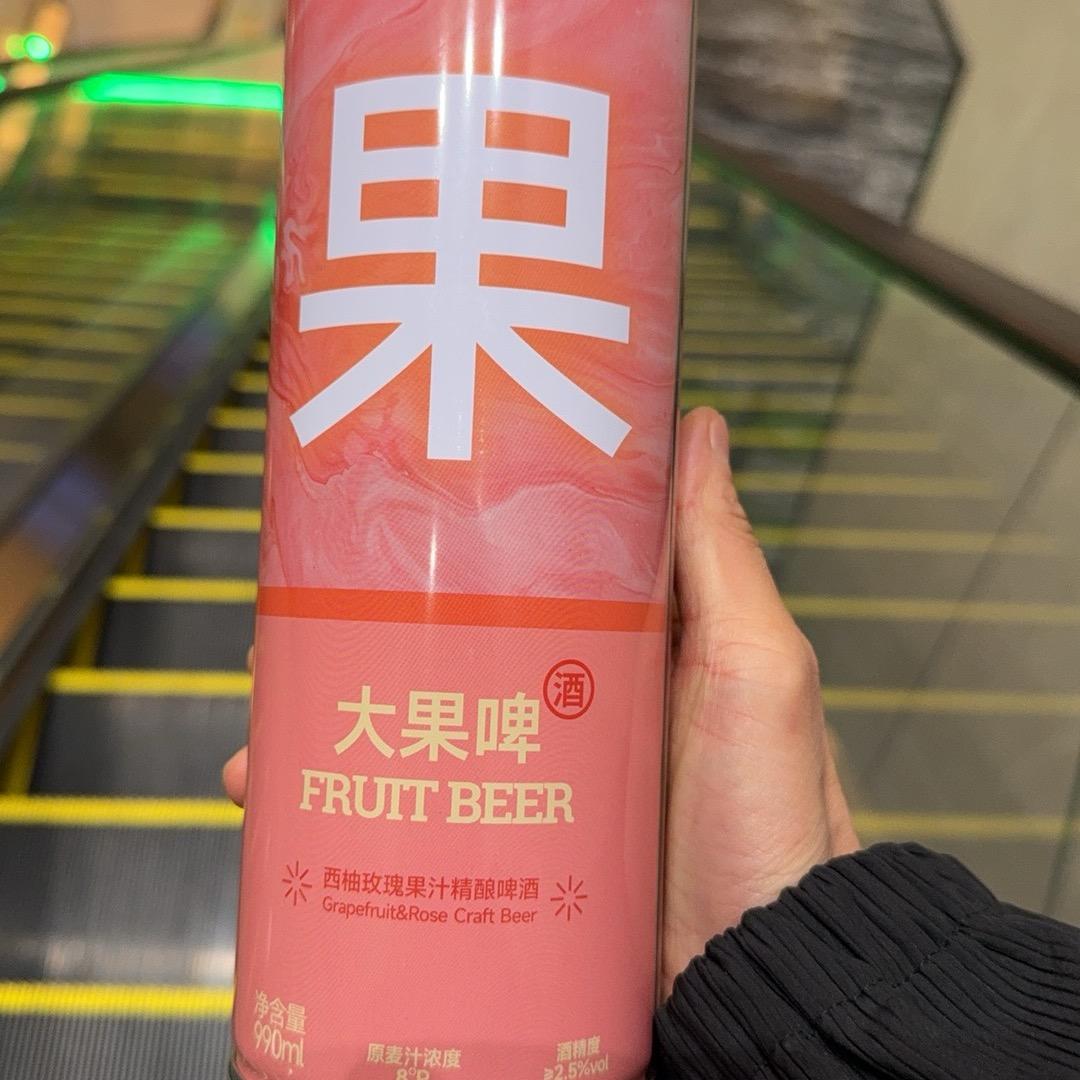 果
大果啤
酒
FRUIT BEER
西柚玫瑰果汁精酿啤酒
Grapefruit&Rose Craft Beer
净含量
990ml
原麦汁浓度
8°P
酒精度
≥2.5%vol